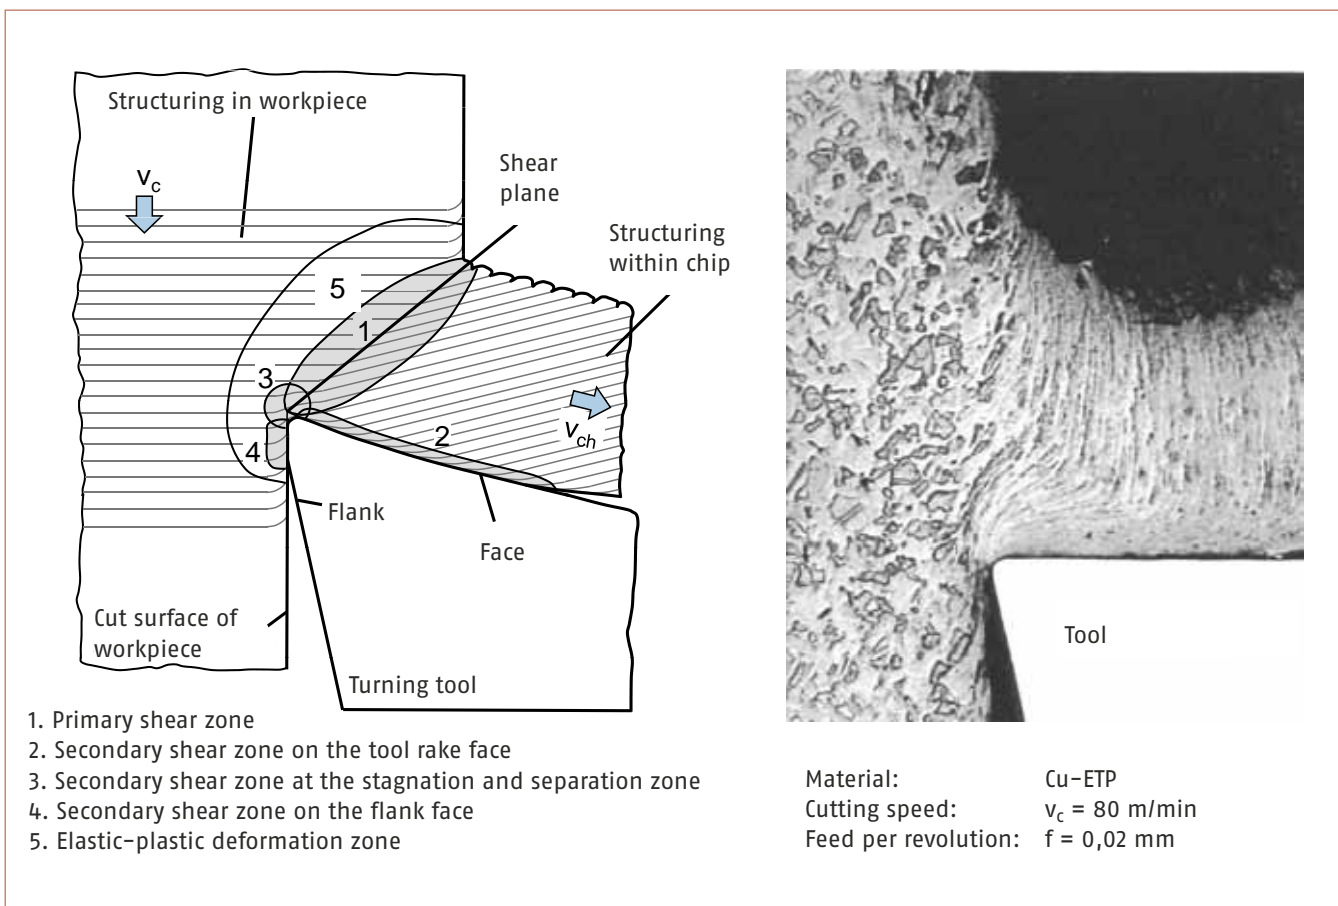 Structuring in workpiece
vc
Shear
plane
Structuring
within chip
5
1
3
2
4
vch
Flank
Face
Cut surface of
workpiece
Turning tool
Tool
1. Primary shear zone
2. Secondary shear zone on the tool rake face
3. Secondary shear zone at the stagnation and separation zone
4. Secondary shear zone on the flank face
5. Elastic-plastic deformation zone
Material: Cu-ETP
Cutting speed: vc = 80 m/min
Feed per revolution: f = 0,02 mm